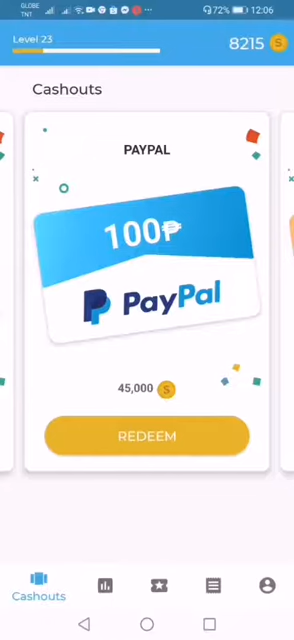 GLOBE
TNT
72%
12:06
Level 23
8215
S
Cashouts
PAYPAL
100₱
PayPal
45,000 S
REDEEM
Cashouts